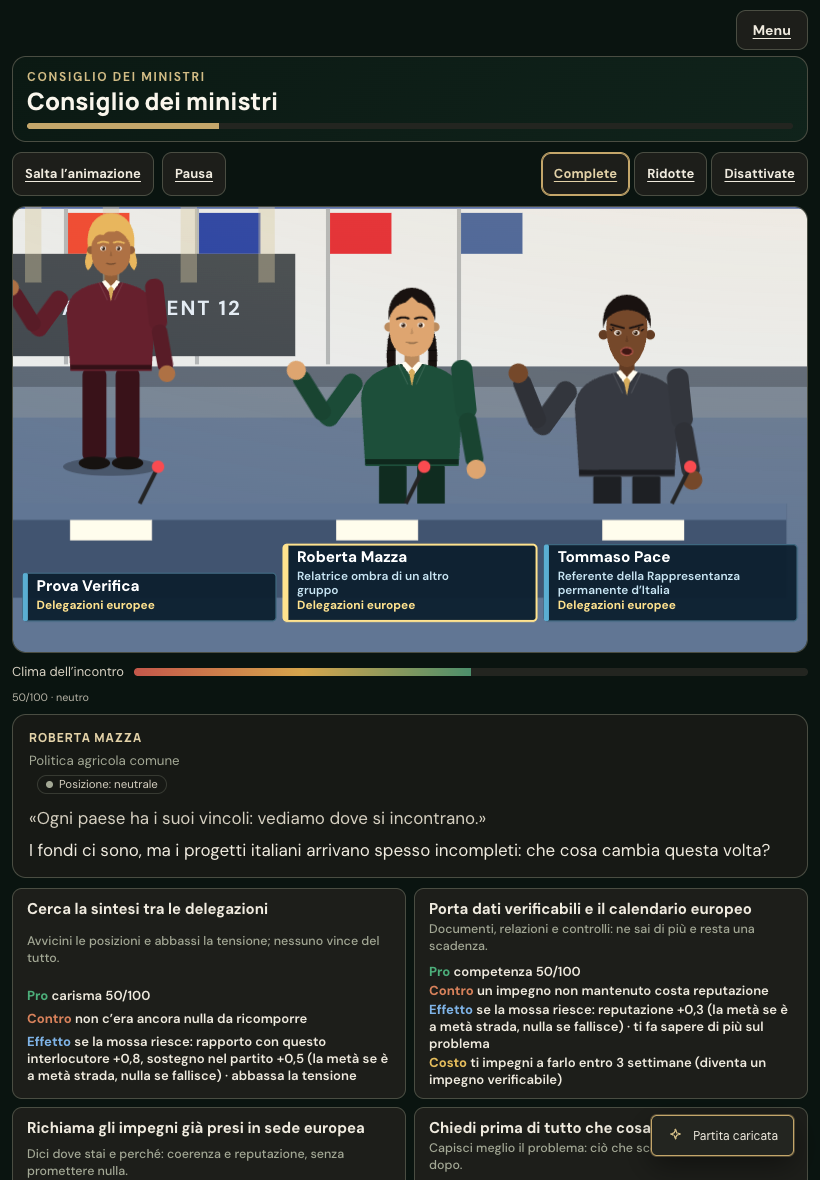 Menu
CONSIGLIO DEI MINISTRI
Consiglio dei ministri
Salta l’animazione
Pausa
Complete
Ridotte
Disattivate
ENT 12
Prova Verifica
Delegazioni europee
Roberta Mazza
Relatrice ombra di un altro
gruppo
Delegazioni europee
Tommaso Pace
Referente della Rappresentanza
permanente d’Italia
Delegazioni europee
Clima dell’incontro
50/100 · neutro
ROBERTA MAZZA
Politica agricola comune
Posizione: neutrale
«Ogni paese ha i suoi vincoli: vediamo dove si incontrano.»
I fondi ci sono, ma i progetti italiani arrivano spesso incompleti: che cosa cambia questa volta?
Cerca la sintesi tra le delegazioni
Avvicini le posizioni e abbassi la tensione; nessuno vince del
tutto.
Pro carisma 50/100
Contro non c’era ancora nulla da ricomporre
Effetto se la mossa riesce: rapporto con questo
interlocutore +0,8, sostegno nel partito +0,5 (la metà se è
a metà strada, nulla se fallisce) · abbassa la tensione
Porta dati verificabili e il calendario europeo
Documenti, relazioni e controlli: ne sai di più e resta una
scadenza.
Pro competenza 50/100
Contro un impegno non mantenuto costa reputazione
Effetto se la mossa riesce: reputazione +0,3 (la metà se è
a metà strada, nulla se fallisce) · ti fa sapere di più sul
problema
Costo ti impegni a farlo entro 3 settimane (diventa un
impegno verificabile)
Richiama gli impegni già presi in sede europea
Dici dove stai e perché: coerenza e reputazione, senza
promettere nulla.
Chiedi prima di tutto che cosa
Capisci meglio il problema: ciò che
dopo.
Partita caricata